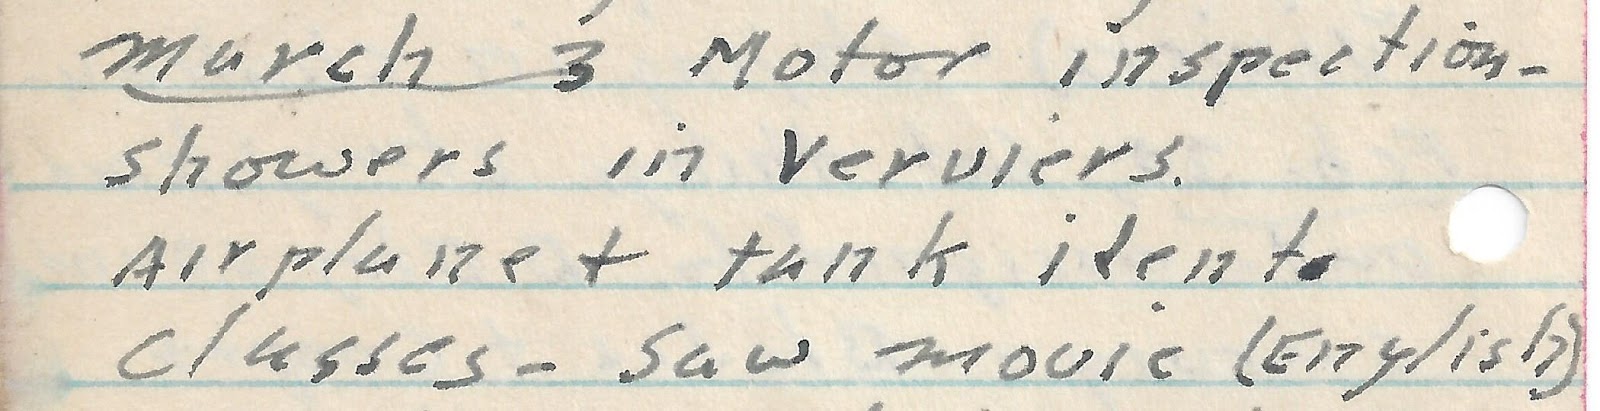 March 3 Motor inspection-
showers in Verviers.
Airplane + tank ident.
Classes - Saw movie (English)